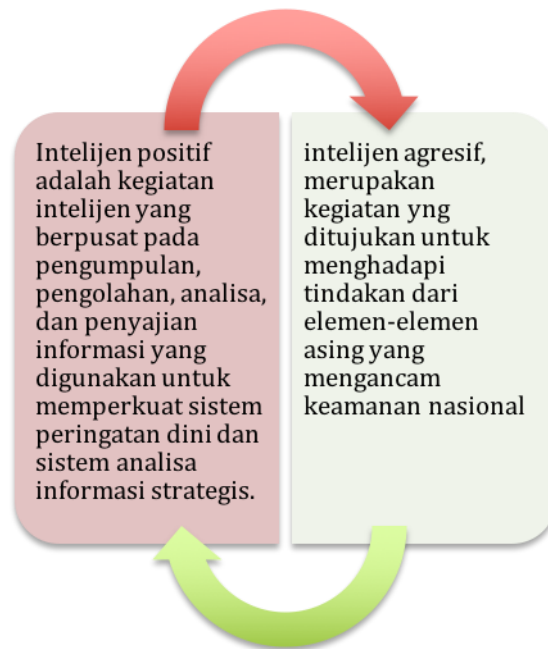 Intelijen positif
adalah kegiatan
intelijen yang
berpusat pada
pengumpulan,
pengolahan, analisa,
dan penyajian
informasi yang
digunakan untuk
memperkuat sistem
peringatan dini dan
sistem analisa
informasi strategis.
intelijen agresif,
merupakan
kegiatan yng
ditujukan untuk
menghadapi
tindakan dari
elemen-elemen
asing yang
mengancam
keamanan nasional